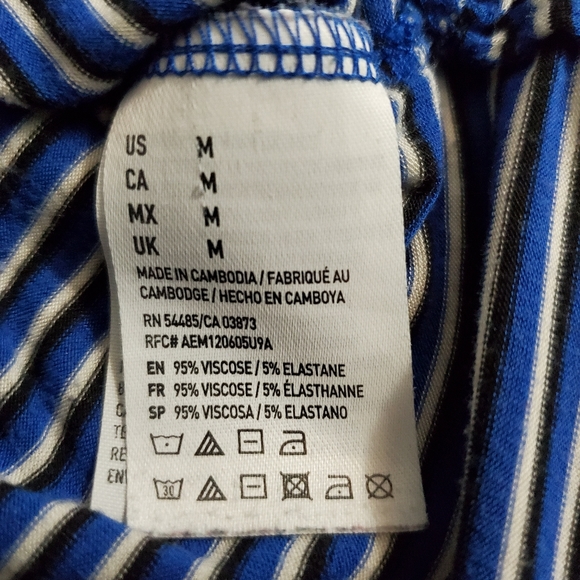 US M
CA M
MX M
UK M
MADE IN CAMBODIA / FABRIQUÉ AU
CAMBODGE / HECHO EN CAMBOYA
RN 54485/CA 03873
RFC# AEM120605U9A
EN 95% VISCOSE / 5% ELASTANE
FR 95% VISCOSE / 5% ÉLASTHANNE
SP 95% VISCOSA / 5% ELASTANO
30